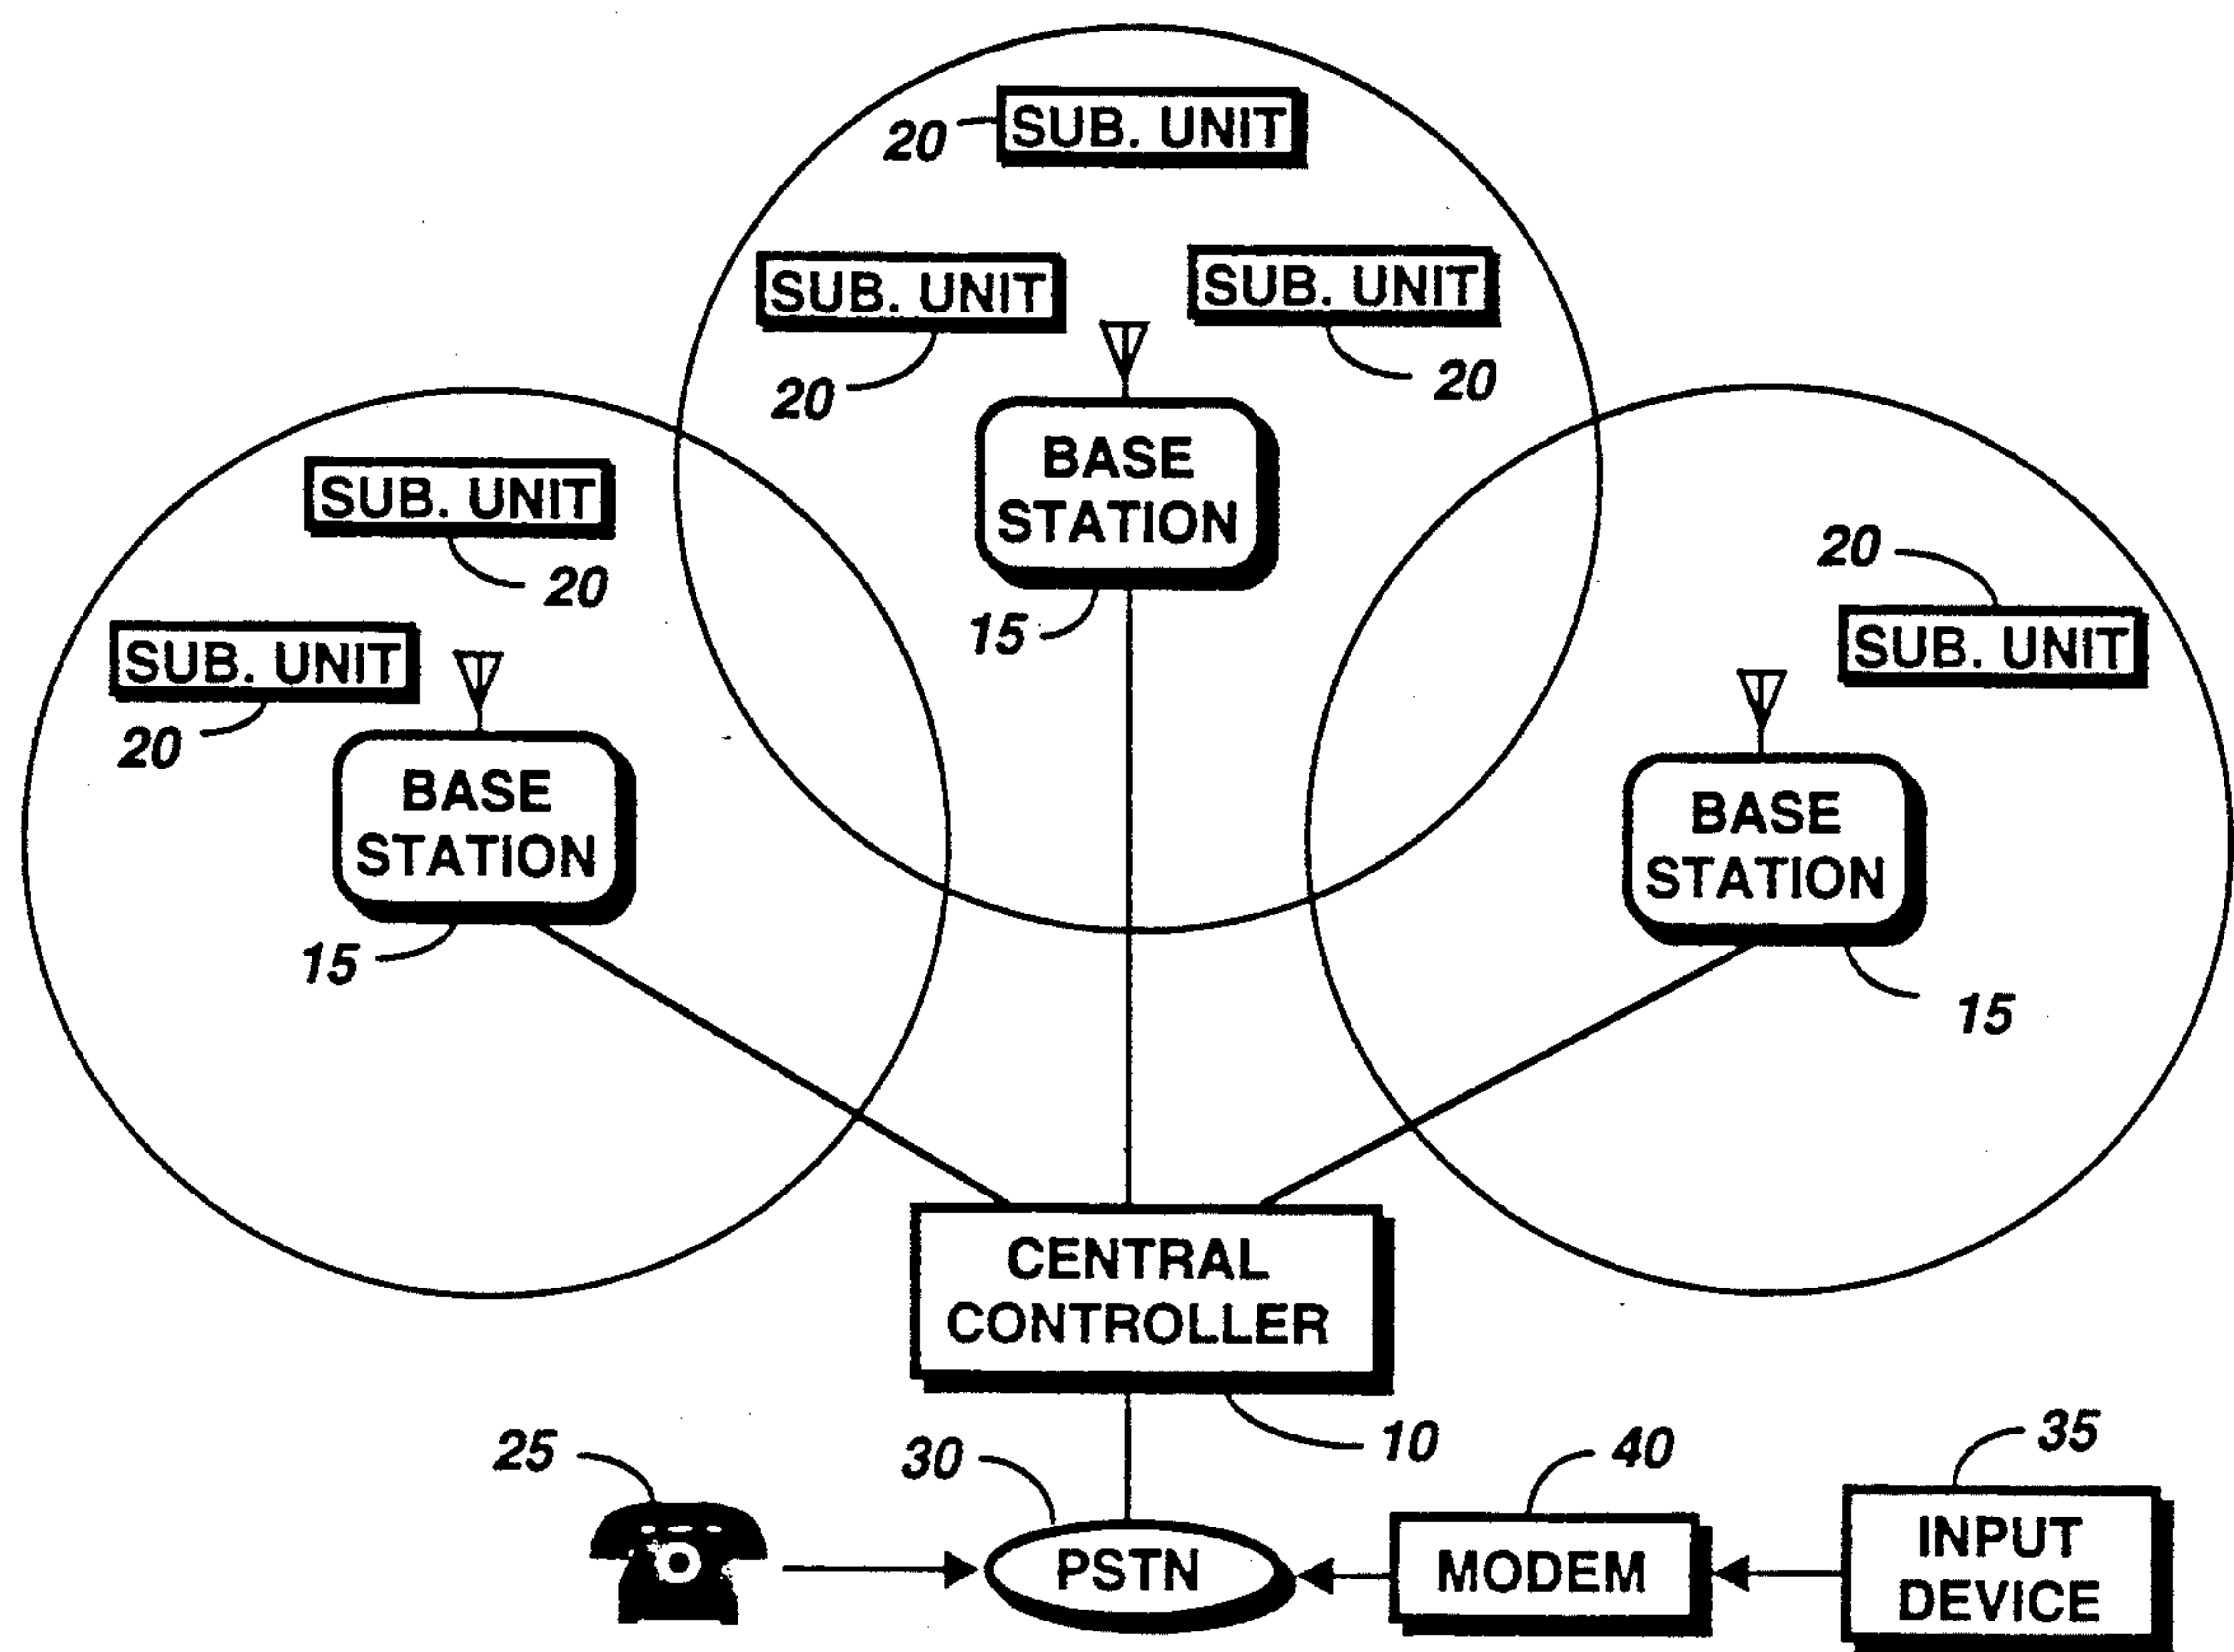 20
SUB. UNIT
SUB. UNIT
SUB. UNIT
20
20
BASE
STATION
15
SUB. UNIT
20
SUB. UNIT
20
BASE
STATION
15
20
SUB. UNIT
BASE
STATION
15
CENTRAL
CONTROLLER
10
25
30
PSTN
40
MODEM
35
INPUT
DEVICE